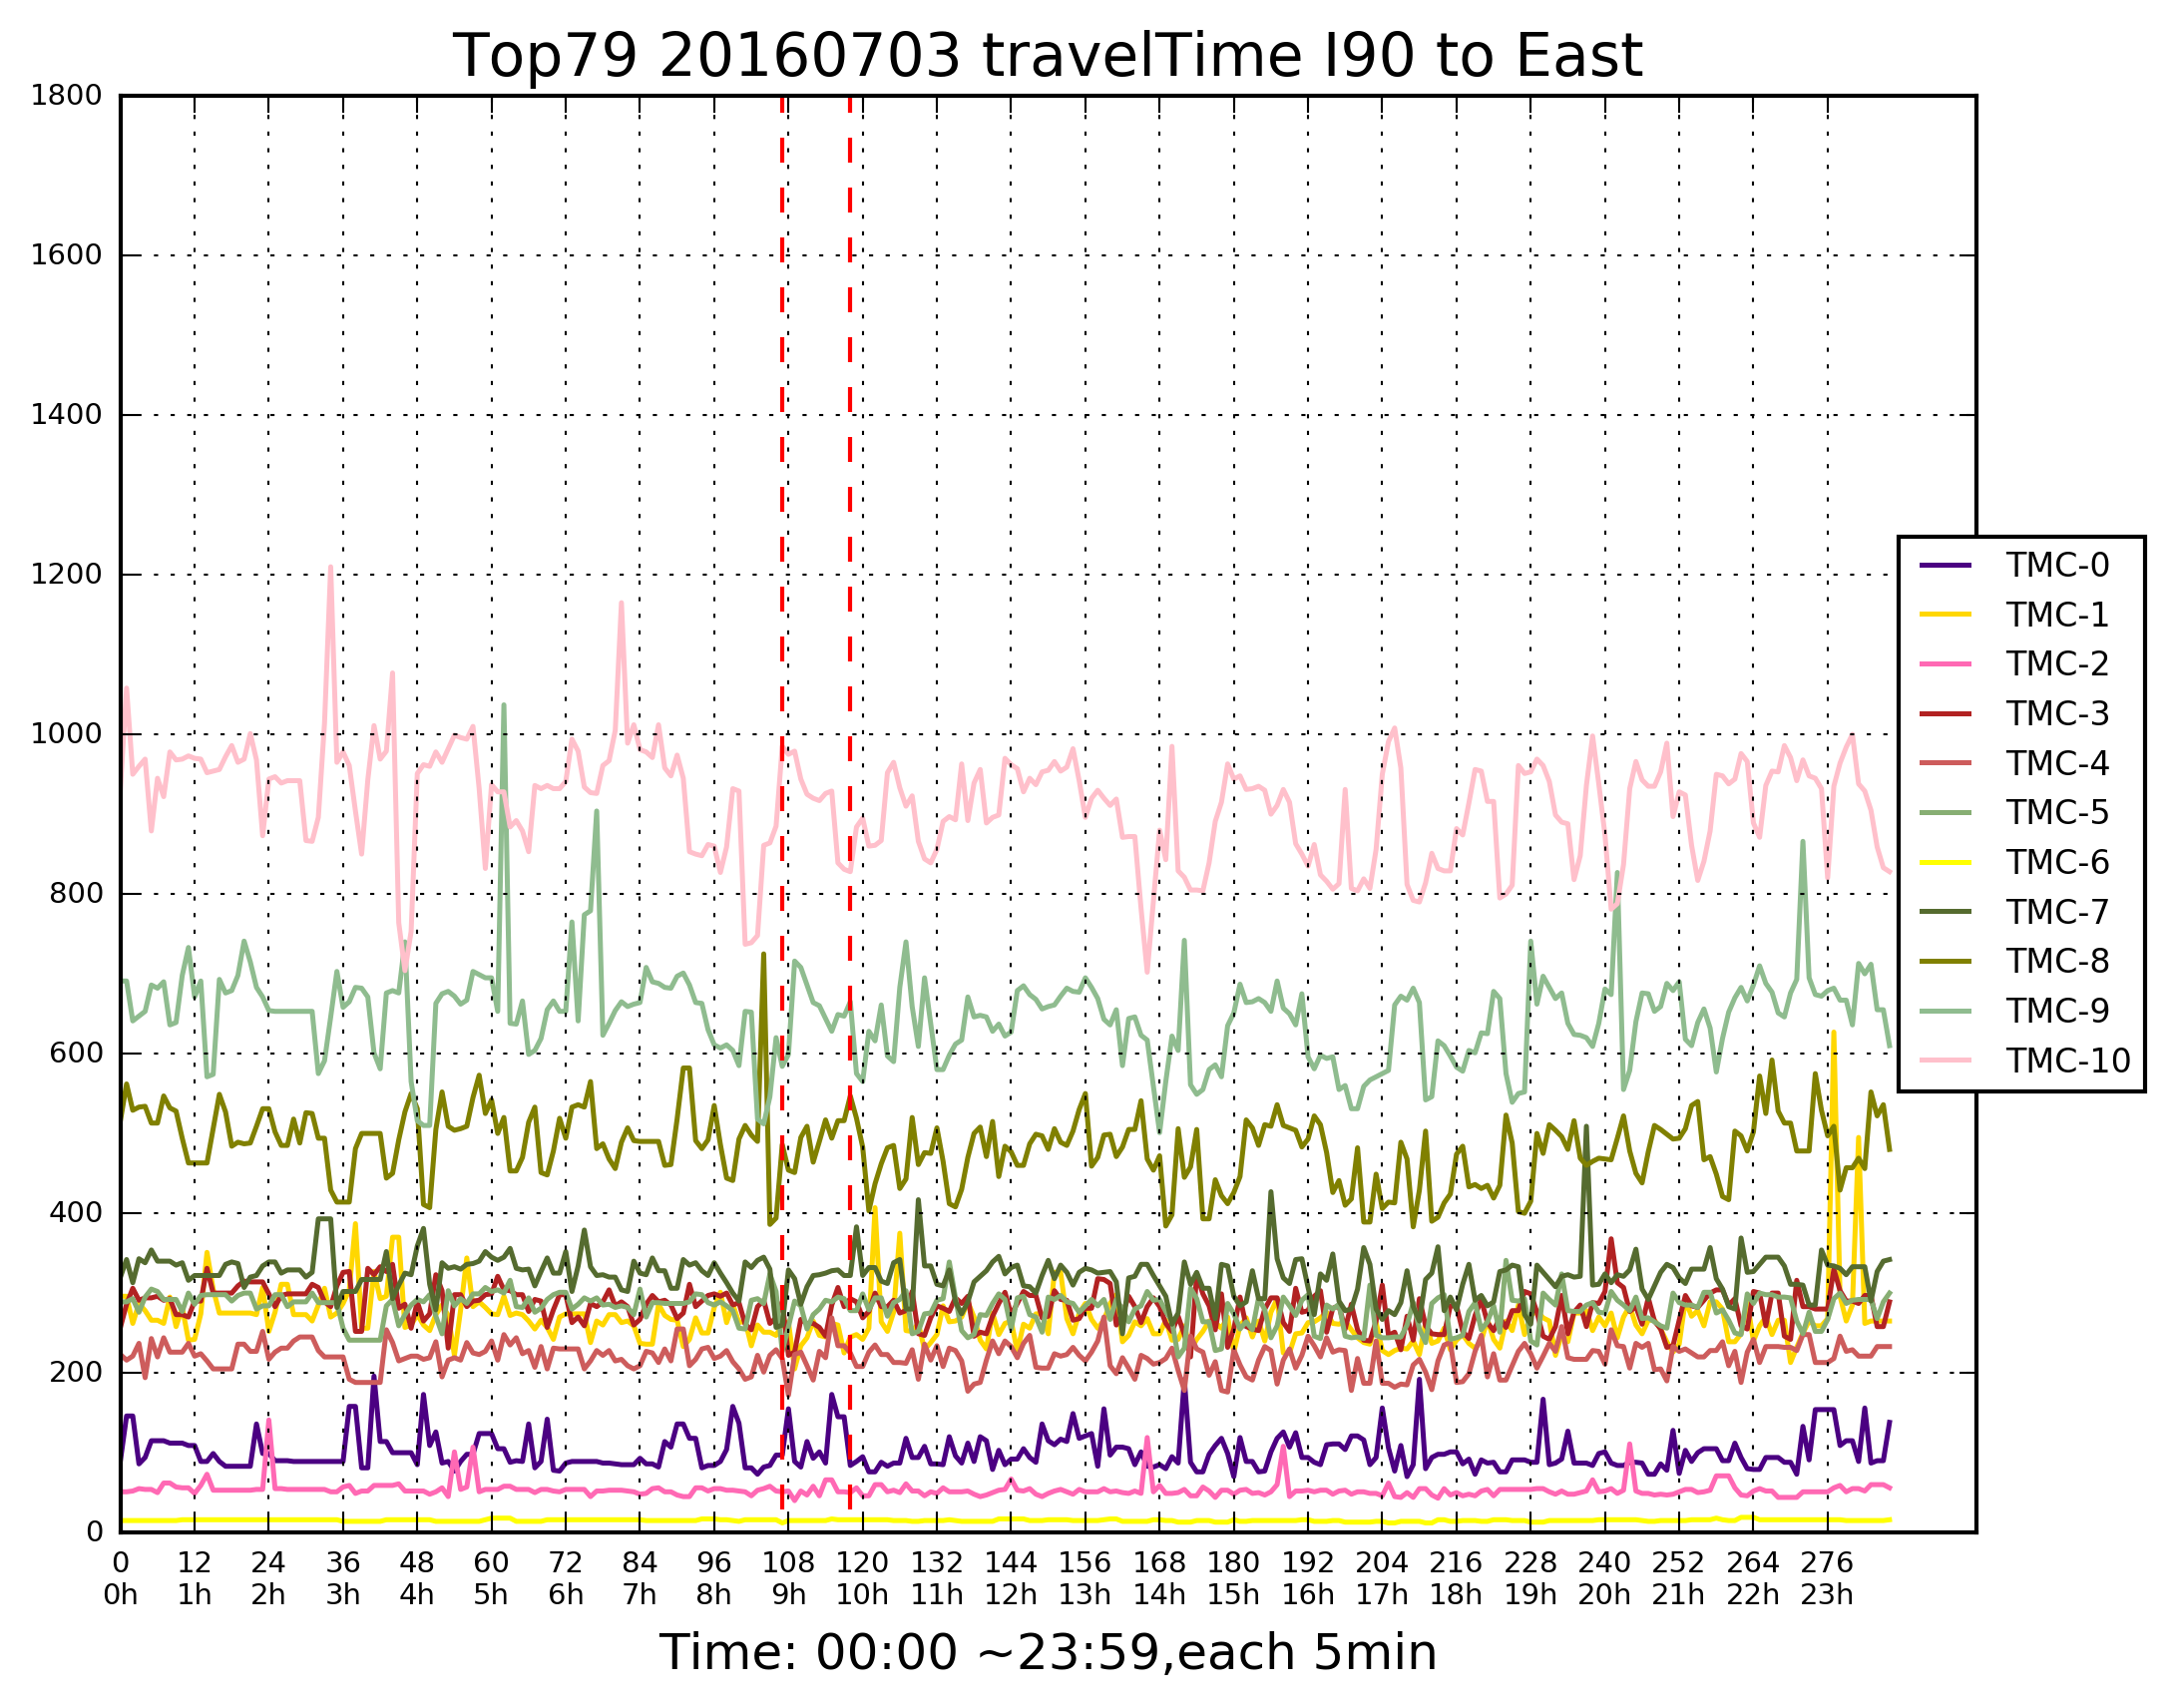 Top79 20160703 travelTime I90 to East
1800
1600
1400
1200
1000
800
600
400
200
0
TMC-0
TMC-1
TMC-2
TMC-3
TMC-4
TMC-5
TMC-6
TMC-7
TMC-8
TMC-9
TMC-10
0 12 24 36 48 60 72 84 96 108 120 132 144 156 168 180 192 204 216 228 240 252 264 276
0h 1h 2h 3h 4h 5h 6h 7h 8h 9h 10h 11h 12h 13h 14h 15h 16h 17h 18h 19h 20h 21h 22h 23h
Time: 00:00 ~23:59,each 5min